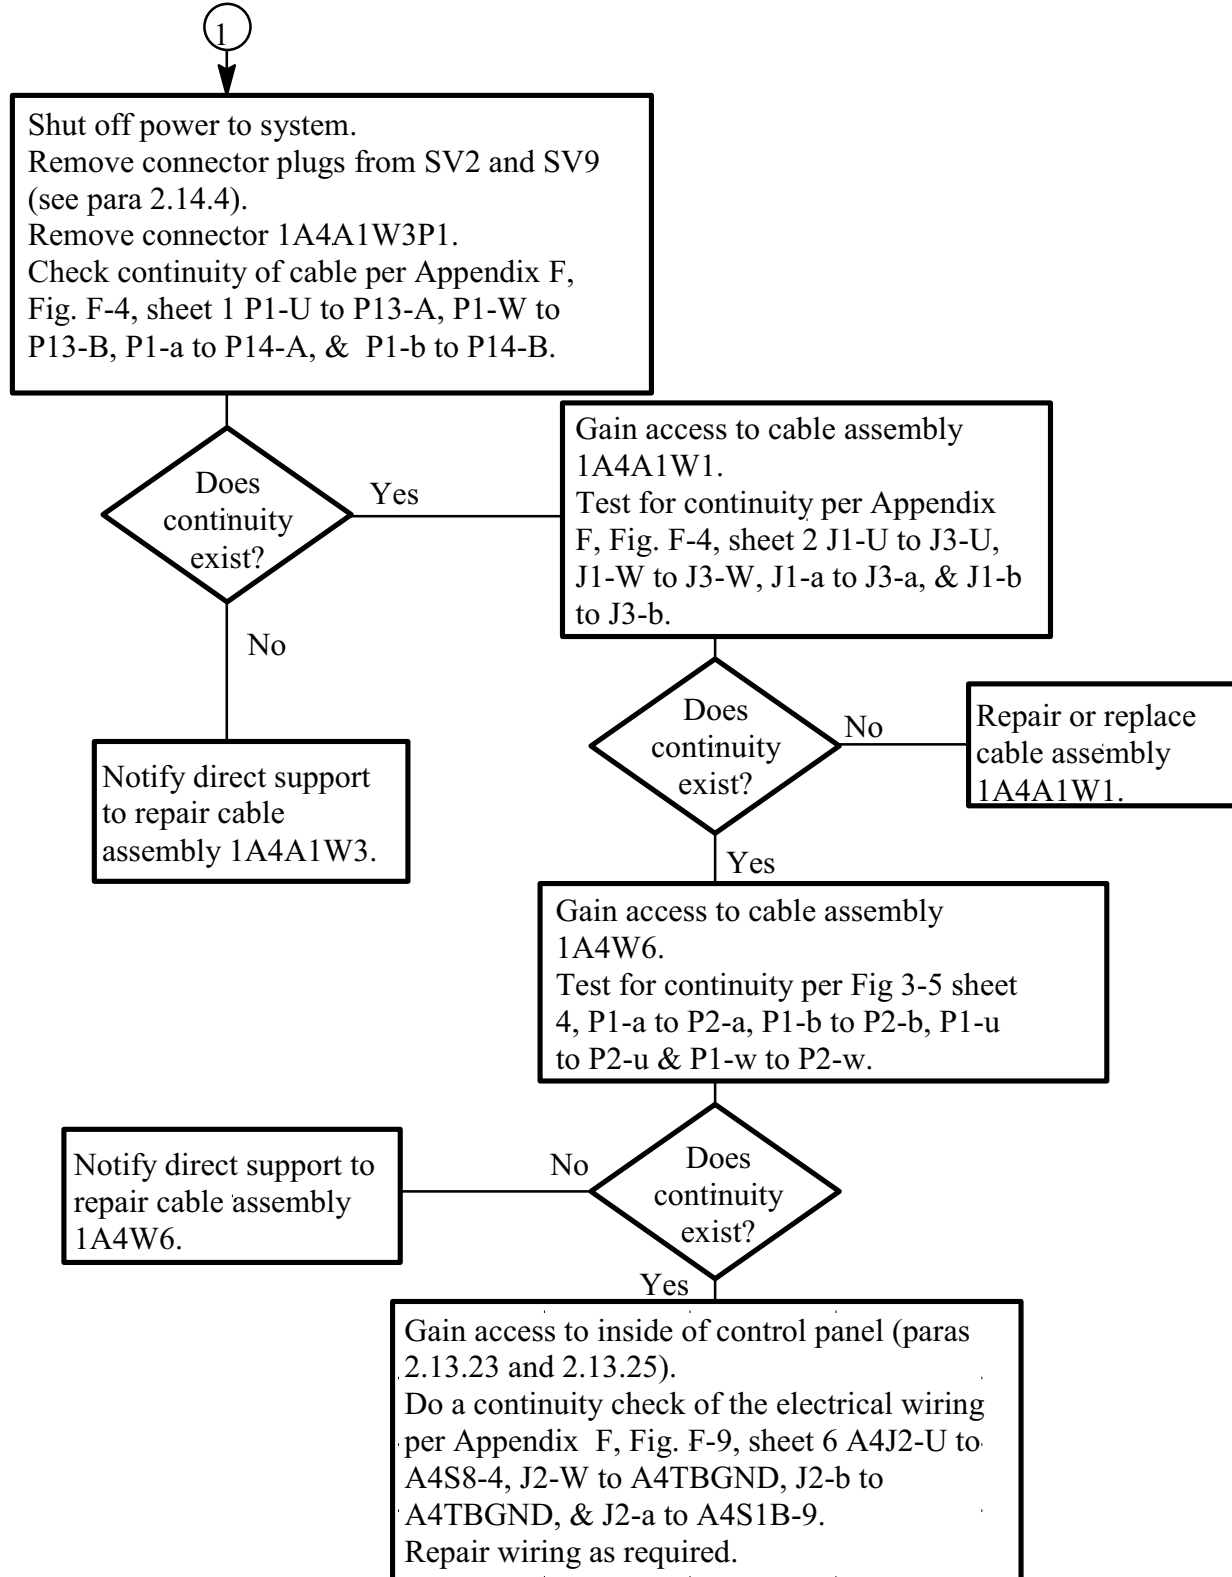 1
Shut off power to system.
Remove connector plugs from SV2 and SV9
(see para 2.14.4).
Remove connector 1A4A1W3P1.
Check continuity of cable per Appendix F,
Fig. F-4, sheet 1 P1-U to P13-A, P1-W to
P13-B, P1-a to P14-A, & P1-b to P14-B.
Does
continuity
exist?
Yes
No
Notify direct support
to repair cable
assembly 1A4A1W3.
Gain access to cable assembly
1A4A1W1.
Test for continuity per Appendix
F, Fig. F-4, sheet 2 J1-U to J3-U,
J1-W to J3-W, J1-a to J3-a, & J1-b
to J3-b.
Does
continuity
exist?
No
Repair or replace
cable assembly
1A4A1W1.
Yes
Gain access to cable assembly
1A4W6.
Test for continuity per Fig 3-5 sheet
4, P1-a to P2-a, P1-b to P2-b, P1-u
to P2-u & P1-w to P2-w.
Does
continuity
exist?
No
Notify direct support to
repair cable assembly
1A4W6.
Yes
Gain access to inside of control panel (paras
2.13.23 and 2.13.25).
Do a continuity check of the electrical wiring
per Appendix F, Fig. F-9, sheet 6 A4J2-U to
A4S8-4, J2-W to A4TBGND, J2-b to
A4TBGND, & J2-a to A4S1B-9.
Repair wiring as required.